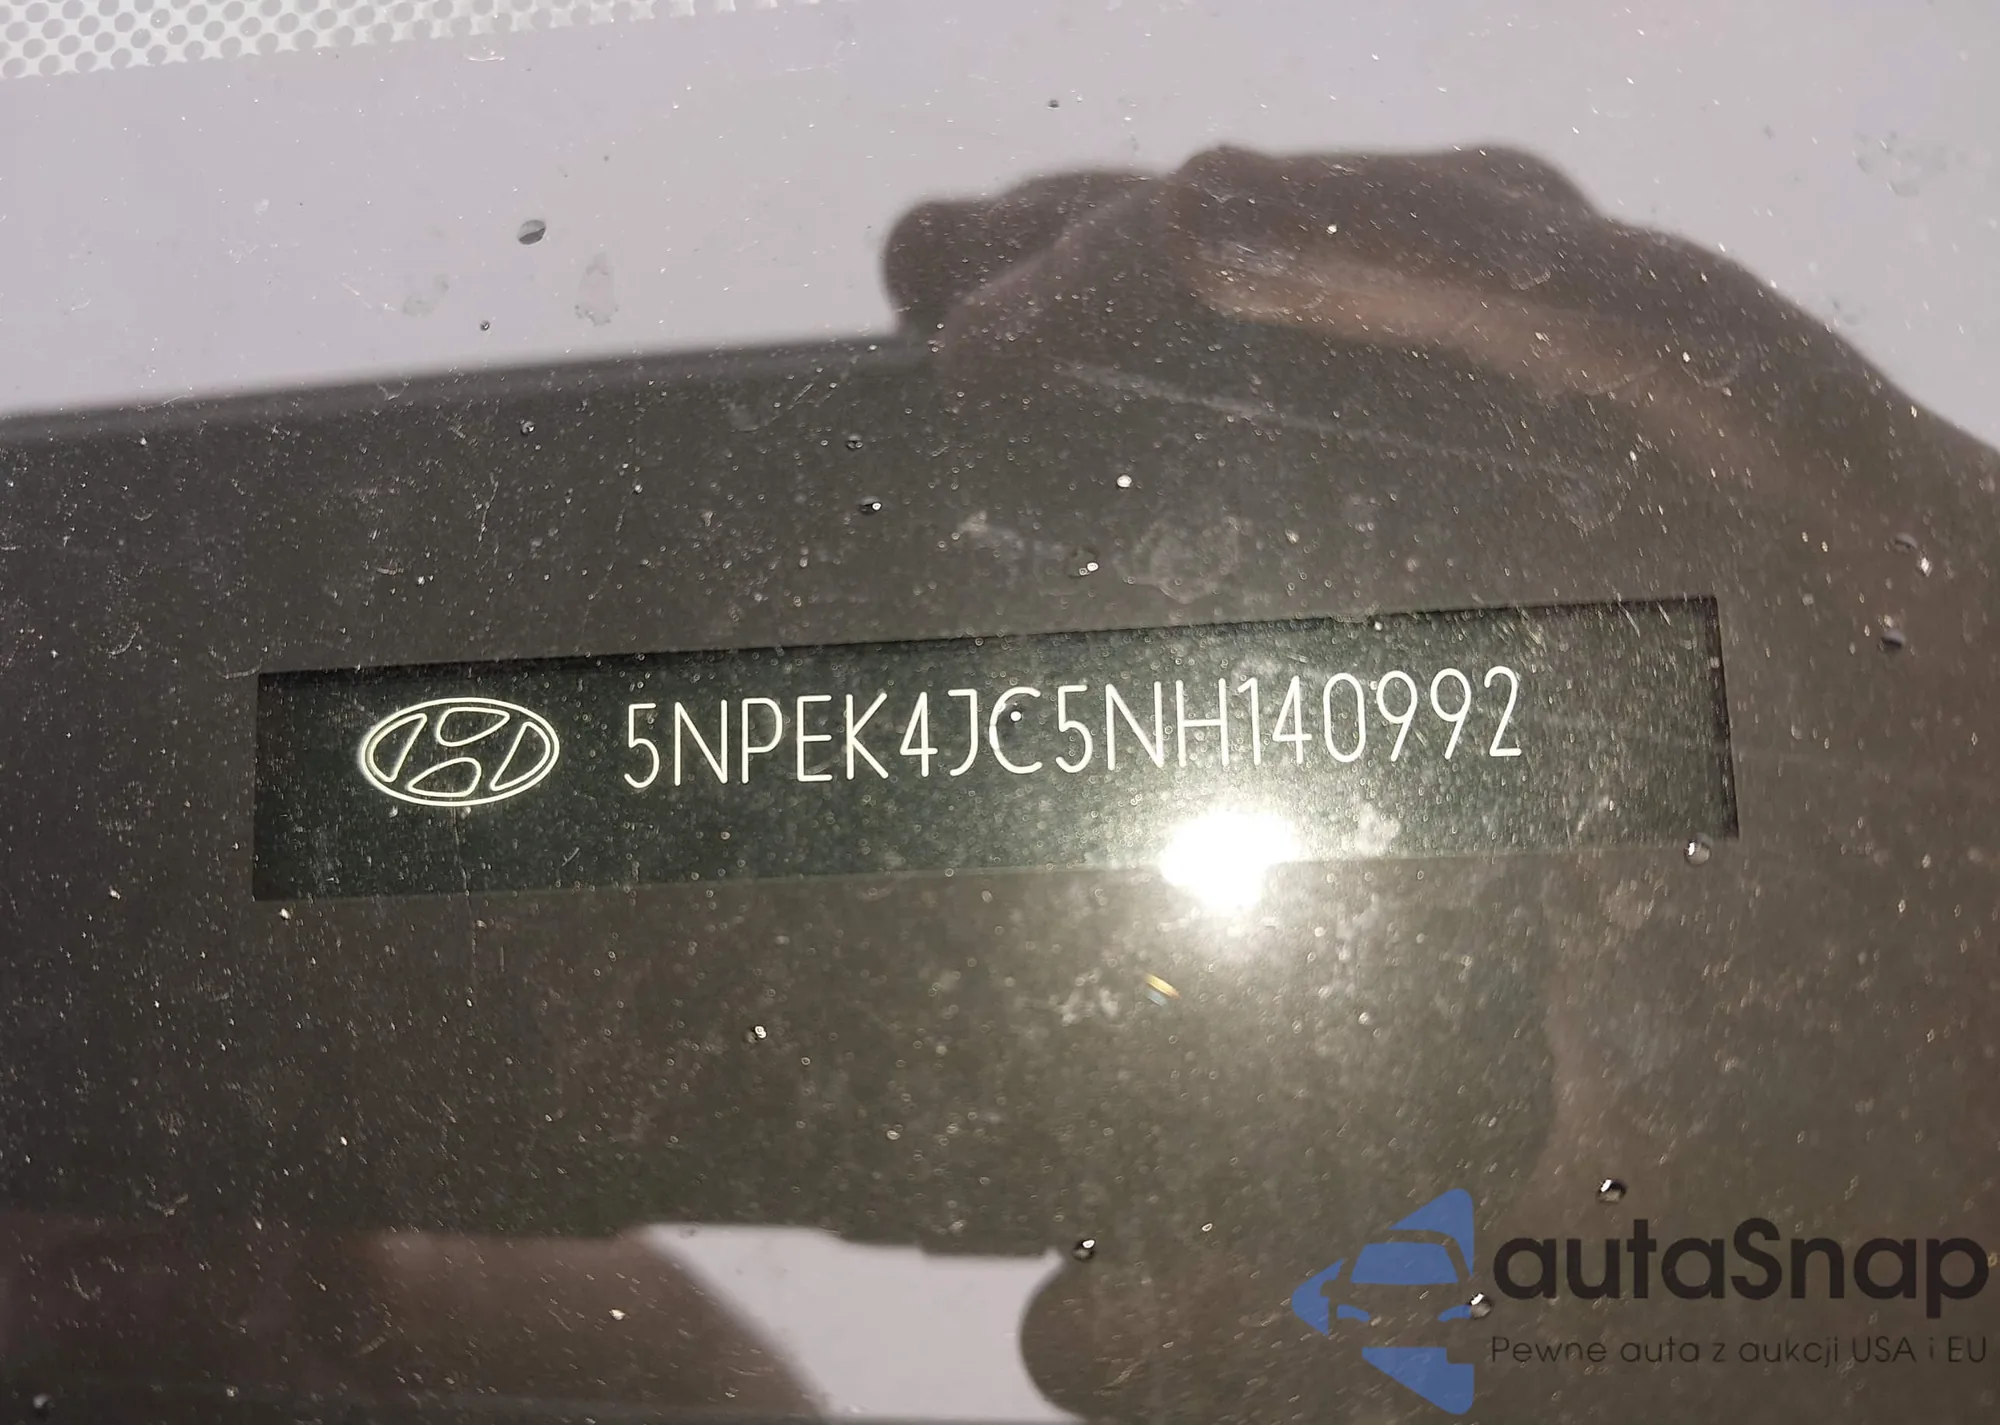 5NPEK4JC5NH140992
autaSnap
Pewne auta z aukcji USA i EU